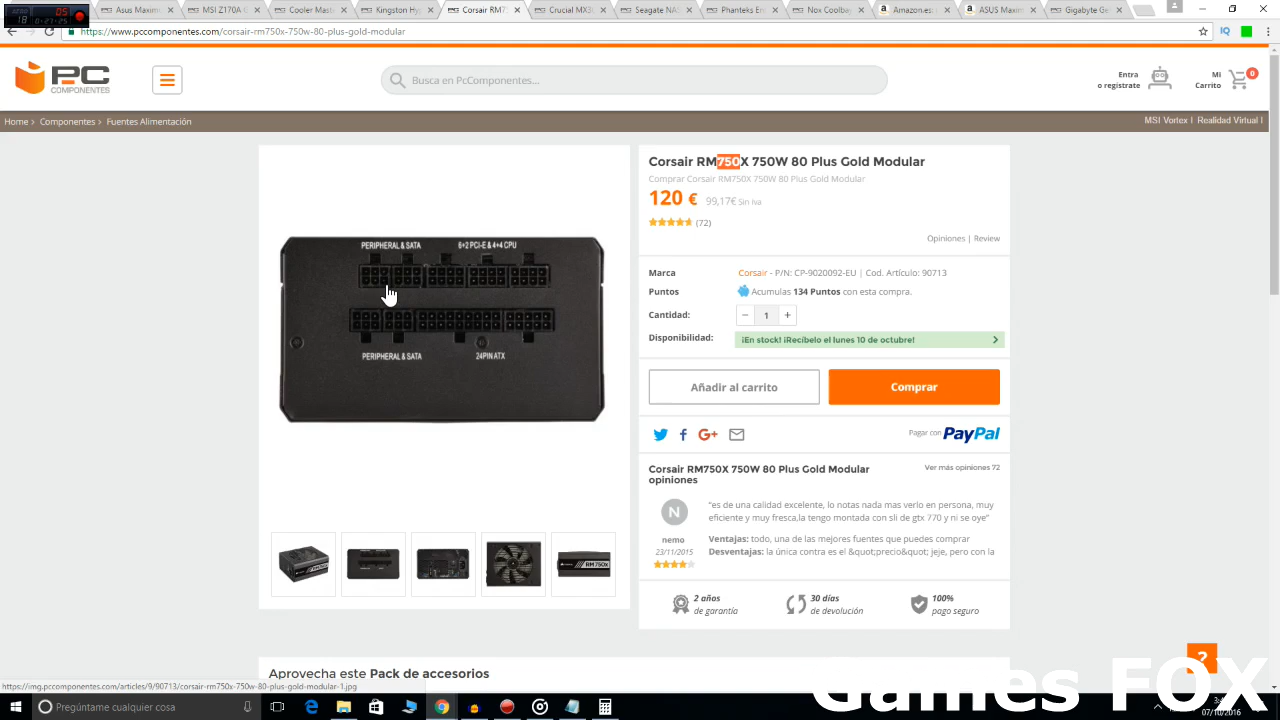 Asus Maximu
MSI Z170A G
Cooler Mast
Kingston Hy
RM7
Crucial MX30
Seagate NAS
Nox Coolbay
Amazon.es
ASUS Maxim
Gigabyte Ge
https://www.pccomponentes.com/corsair-rm750x-750w-80-plus-gold-modular
PC COMPONENTES
Busca en PcComponentes...
Entra
o regístrate
Mi
Carrito
0
Home > Componentes > Fuentes Alimentación
MSI Vortex | Realidad Virtual |
Corsair RM750X 750W 80 Plus Gold Modular
Comprar Corsair RM750X 750W 80 Plus Gold Modular
120 € 99,17€ Sin iva
(72)
Opiniones | Review
PERIPHERAL & SATA
6+2 PCI-E & 4+4 CPU
PERIPHERAL & SATA
24PIN ATX
Marca Corsair - P/N: CP-9020092-EU | Cod. Artículo: 90713
Puntos Acumulas 134 Puntos con esta compra.
Cantidad: − 1 +
Disponibilidad: ¡En stock! ¡Recíbelo el lunes 10 de octubre!
Añadir al carrito
Comprar
Pagar con PayPal
Corsair RM750X 750W 80 Plus Gold Modular
opiniones
Ver más opiniones 72
N
nemo
23/11/2015
"es de una calidad excelente, lo notas nada mas verlo en persona, muy
eficiente y muy fresca,la tengo montada con sli de gtx 770 y ni se oye"
Ventajas: todo, una de las mejores fuentes que puedes comprar
Desventajas: la única contra es el &quot;precio&quot; jeje, pero con la
RM750X
2 años
de garantía
30 días
de devolución
100%
pago seguro
Aprovecha este Pack de accesorios
?
https://img.pccomponentes.com/articles/9/90713/corsair-rm750x-750w-80-plus-gold-modular-1.jpg
Games FOX
Pregúntame cualquier cosa
07/10/2016